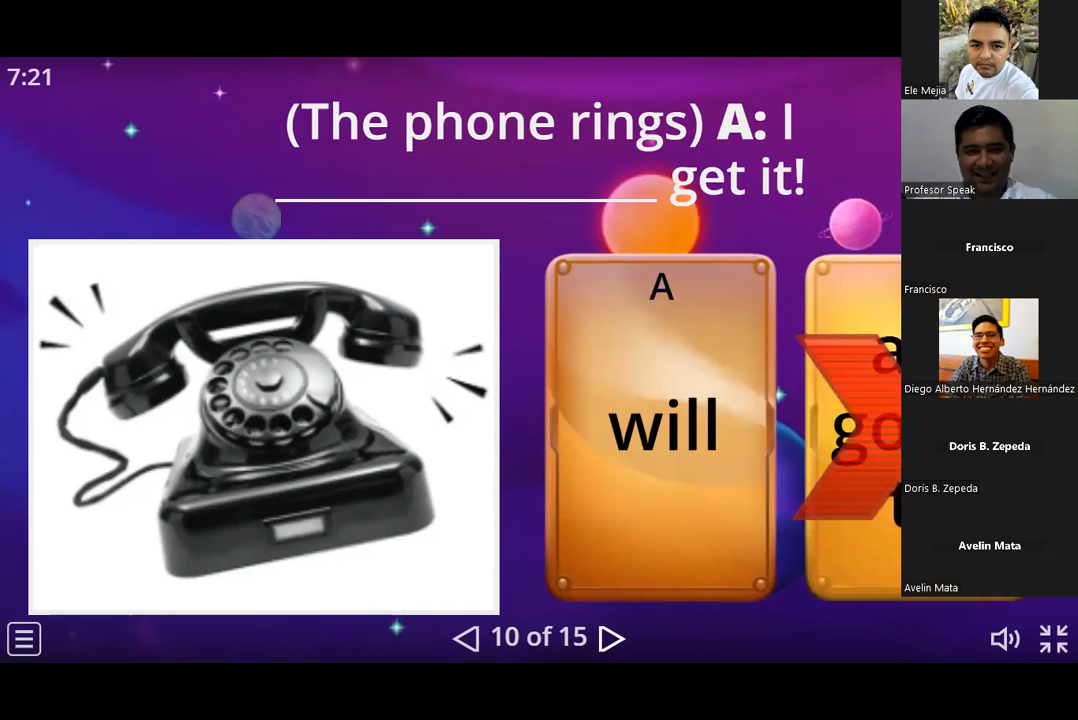 7:21
(The phone rings) A: I
________________ get it!
A
will
10 of 15
Ele Mejia
Profesor Speak
Francisco
Francisco
Diego Alberto Hernández Hernández
Doris B. Zepeda
Doris B. Zepeda
Avelin Mata
Avelin Mata